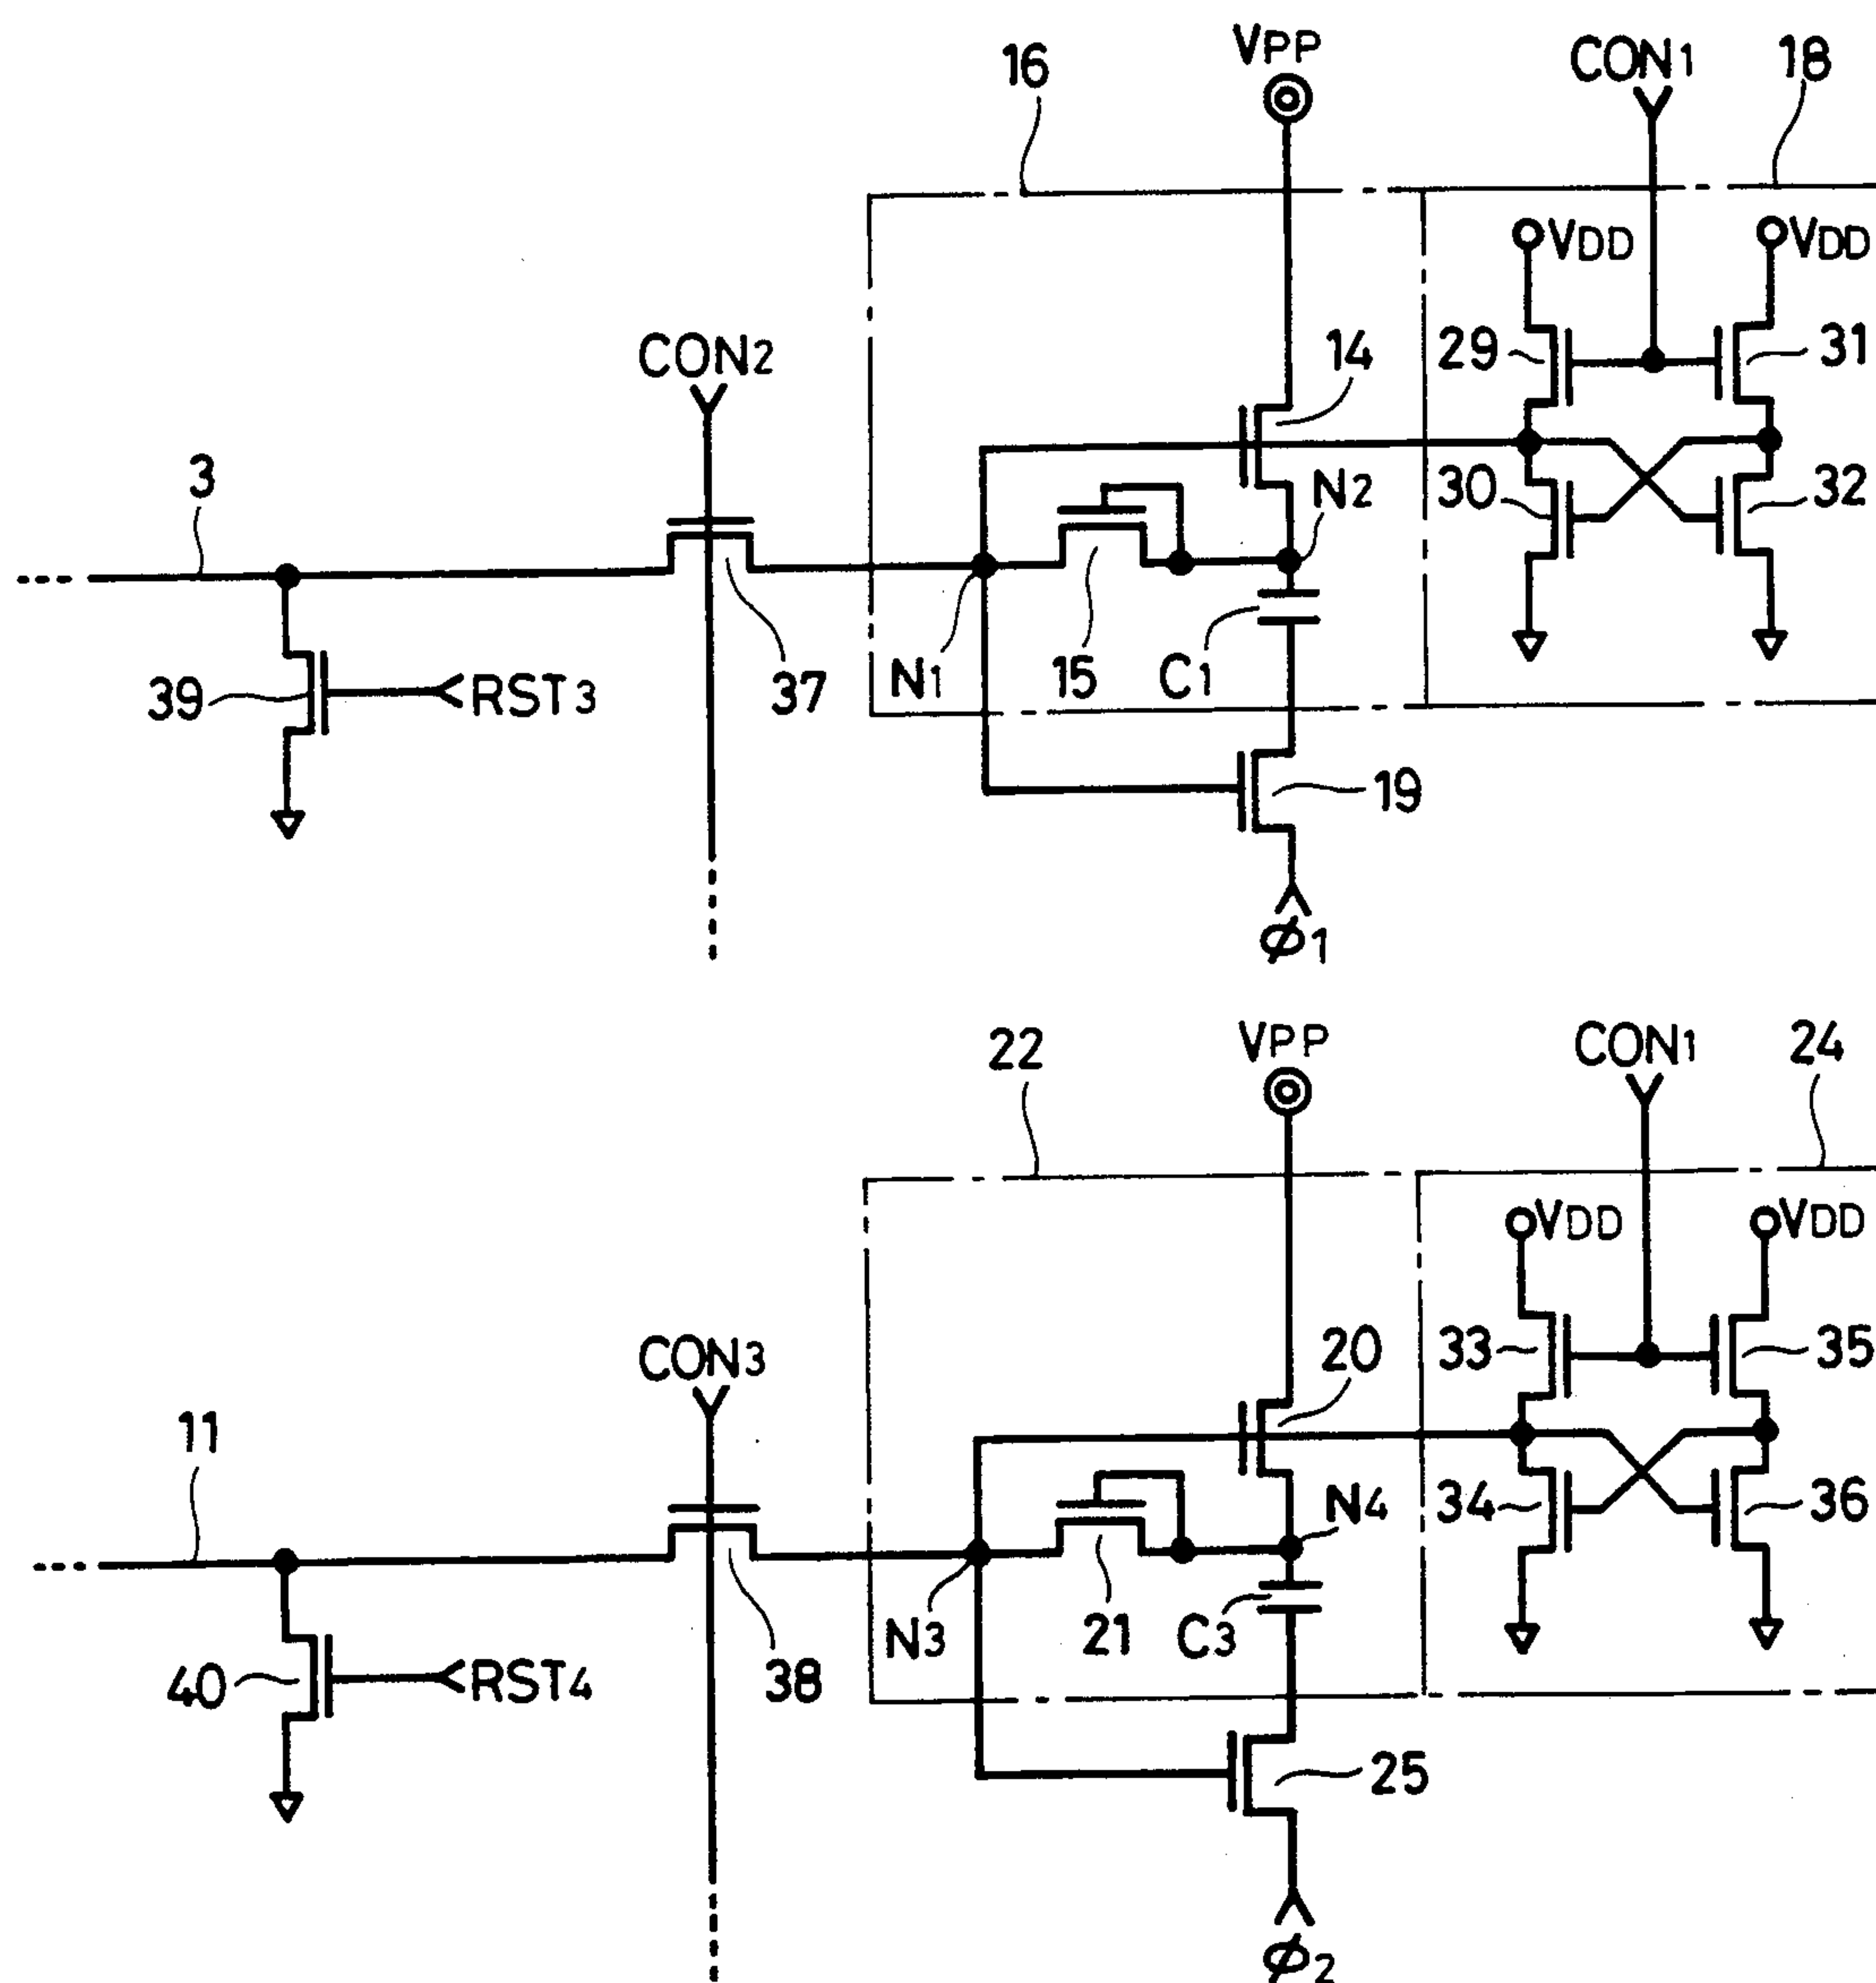 16
VPP
CON1
18
VDD
VDD
CON2
14
29
31
3
N2
30
32
39
RST3
37
N1
15
C1
19
φ1
22
VPP
CON1
24
VDD
VDD
CON3
20
33
35
11
N4
34
36
40
RST4
38
N3
21
C3
25
φ2